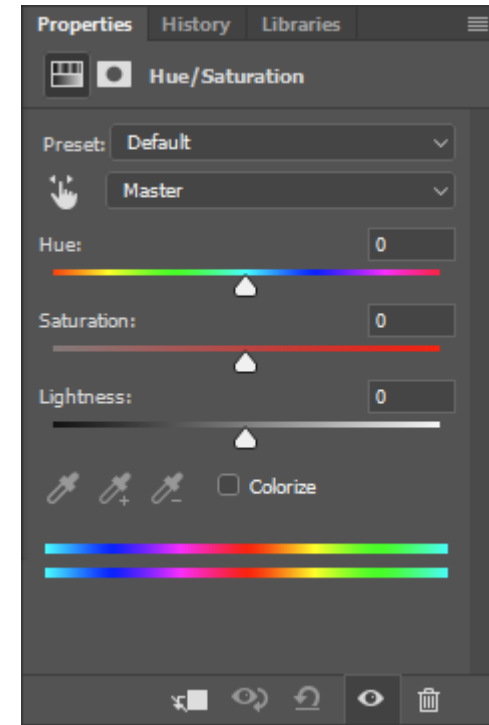 Properties History Libraries
Hue/Saturation
Preset: Default
Master
Hue: 0
Saturation: 0
Lightness: 0
Colorize